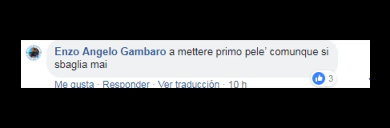 Enzo Angelo Gambaro a mettere primo pele' comunque si
sbaglia mai
3
Me gusta · Responder · Ver traducción · 10 h